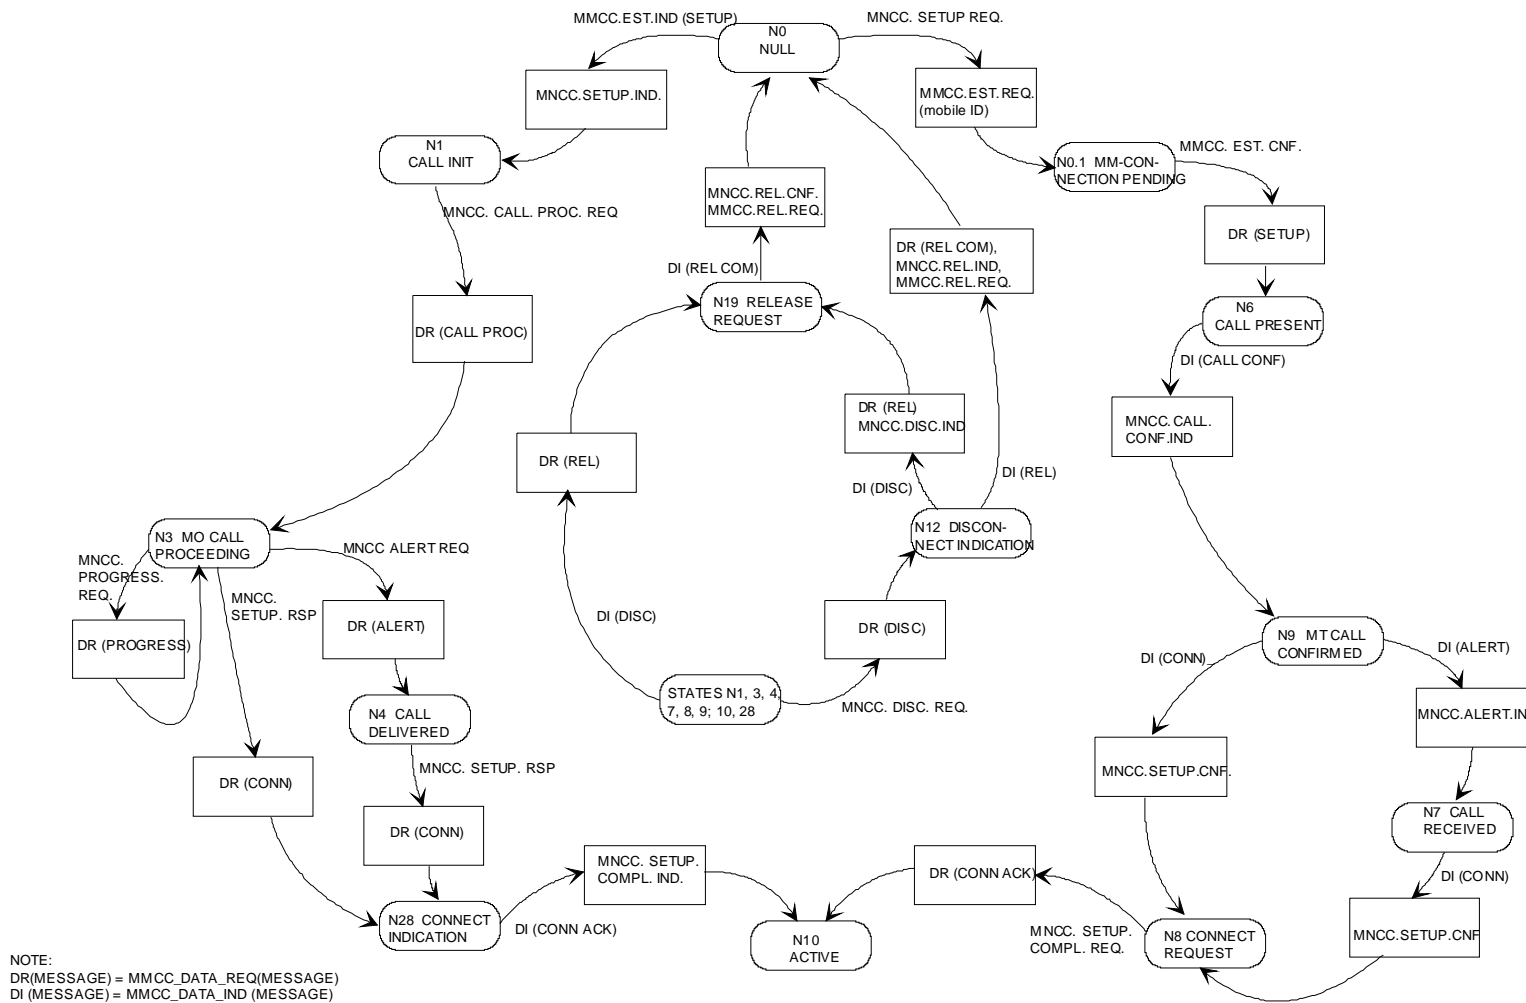 MMCC.EST.IND (SETUP)
N0
NULL
MNCC. SETUP REQ.
MNCC.SETUP.IND.
MMCC.EST.REQ.
(mobile ID)
N1
CALL INIT
N0.1 MM-CON-
NECTION PENDING
MMCC. EST. CNF.
MNCC. CALL. PROC. REQ
MNCC.REL.CNF.
MMCC.REL.REQ.
DR (REL COM),
MNCC.REL.IND,
MMCC.REL.REQ.
DR (SETUP)
DI (REL COM)
N19 RELEASE
REQUEST
N6
CALL PRESENT
DR (CALL PROC)
DI (CALL CONF)
DR (REL)
MNCC.DISC.IND
MNCC. CALL.
CONF.IND
DR (REL)
DI (DISC)
DI (REL)
N3 MO CALL
PROCEEDING
N12 DISCON-
NECT INDICATION
MNCC ALERT REQ
MNCC.
PROGRESS.
REQ.
MNCC.
SETUP. RSP
DR (PROGRESS)
DR (ALERT)
DI (DISC)
DR (DISC)
N9 MT CALL
CONFIRMED
DI (CONN)
DI (ALERT)
STATES N1, 3, 4,
7, 8, 9; 10, 28
MNCC. DISC. REQ.
N4 CALL
DELIVERED
MNCC.ALERT.IN
MNCC. SETUP. RSP
DR (CONN)
MNCC.SETUP.CNF.
DR (CONN)
N7 CALL
RECEIVED
MNCC. SETUP.
COMPL. IND.
DR (CONN ACK)
DI (CONN)
N28 CONNECT
INDICATION
DI (CONN ACK)
N10
ACTIVE
MNCC. SETUP.
COMPL. REQ.
N8 CONNECT
REQUEST
MNCC.SETUP.CNF
NOTE:
DR(MESSAGE) = MMCC_DATA_REQ(MESSAGE)
DI (MESSAGE) = MMCC_DATA_IND (MESSAGE)